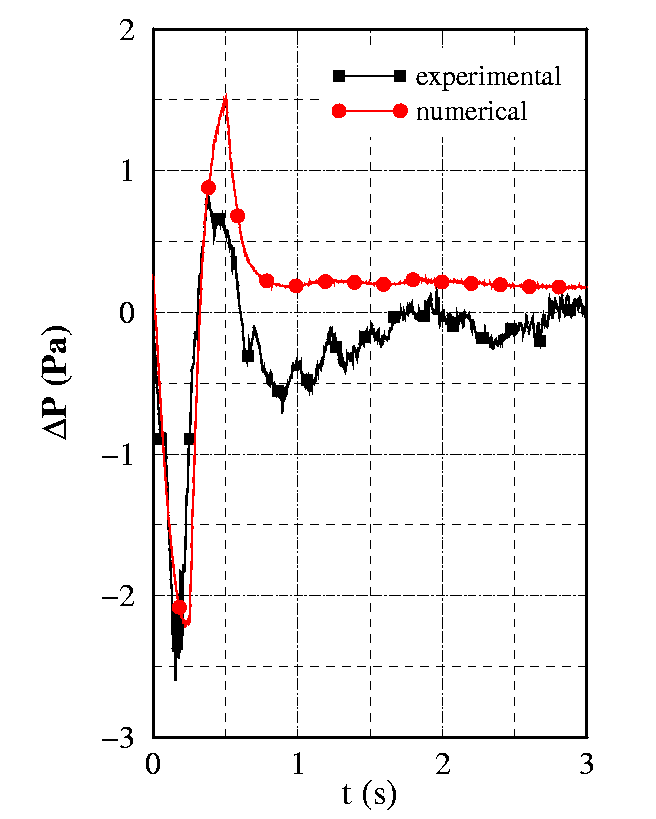 2
experimental
numerical
1
0
ΔP (Pa)
−1
−2
−3
0 1 2 3
t (s)